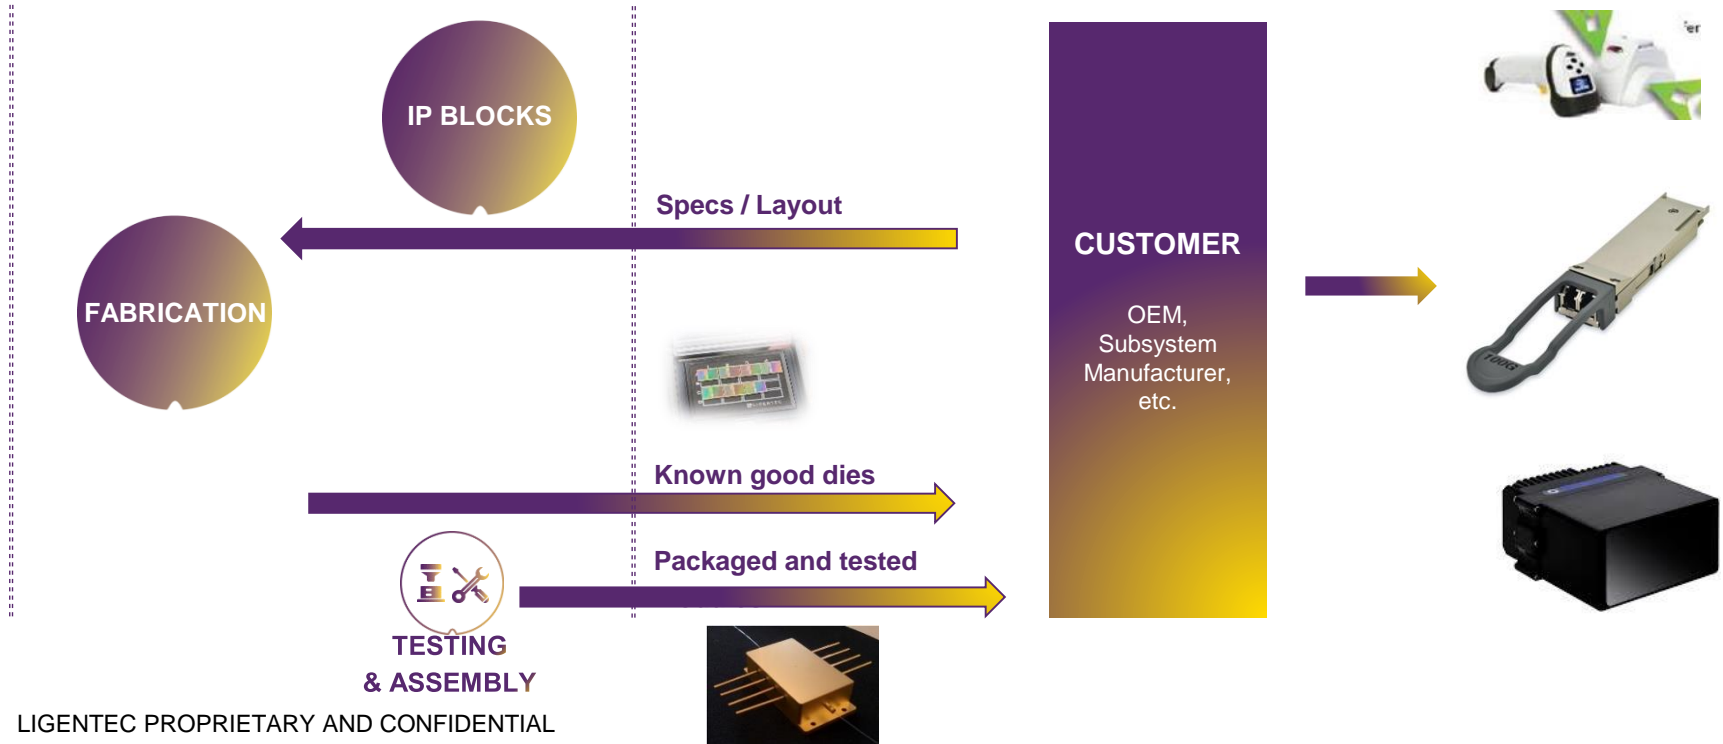 IP BLOCKS
Specs / Layout
FABRICATION
CUSTOMER
OEM,
Subsystem
Manufacturer,
etc.
100G
Known good dies
Packaged and tested
TESTING
& ASSEMBLY
LIGENTEC PROPRIETARY AND CONFIDENTIAL